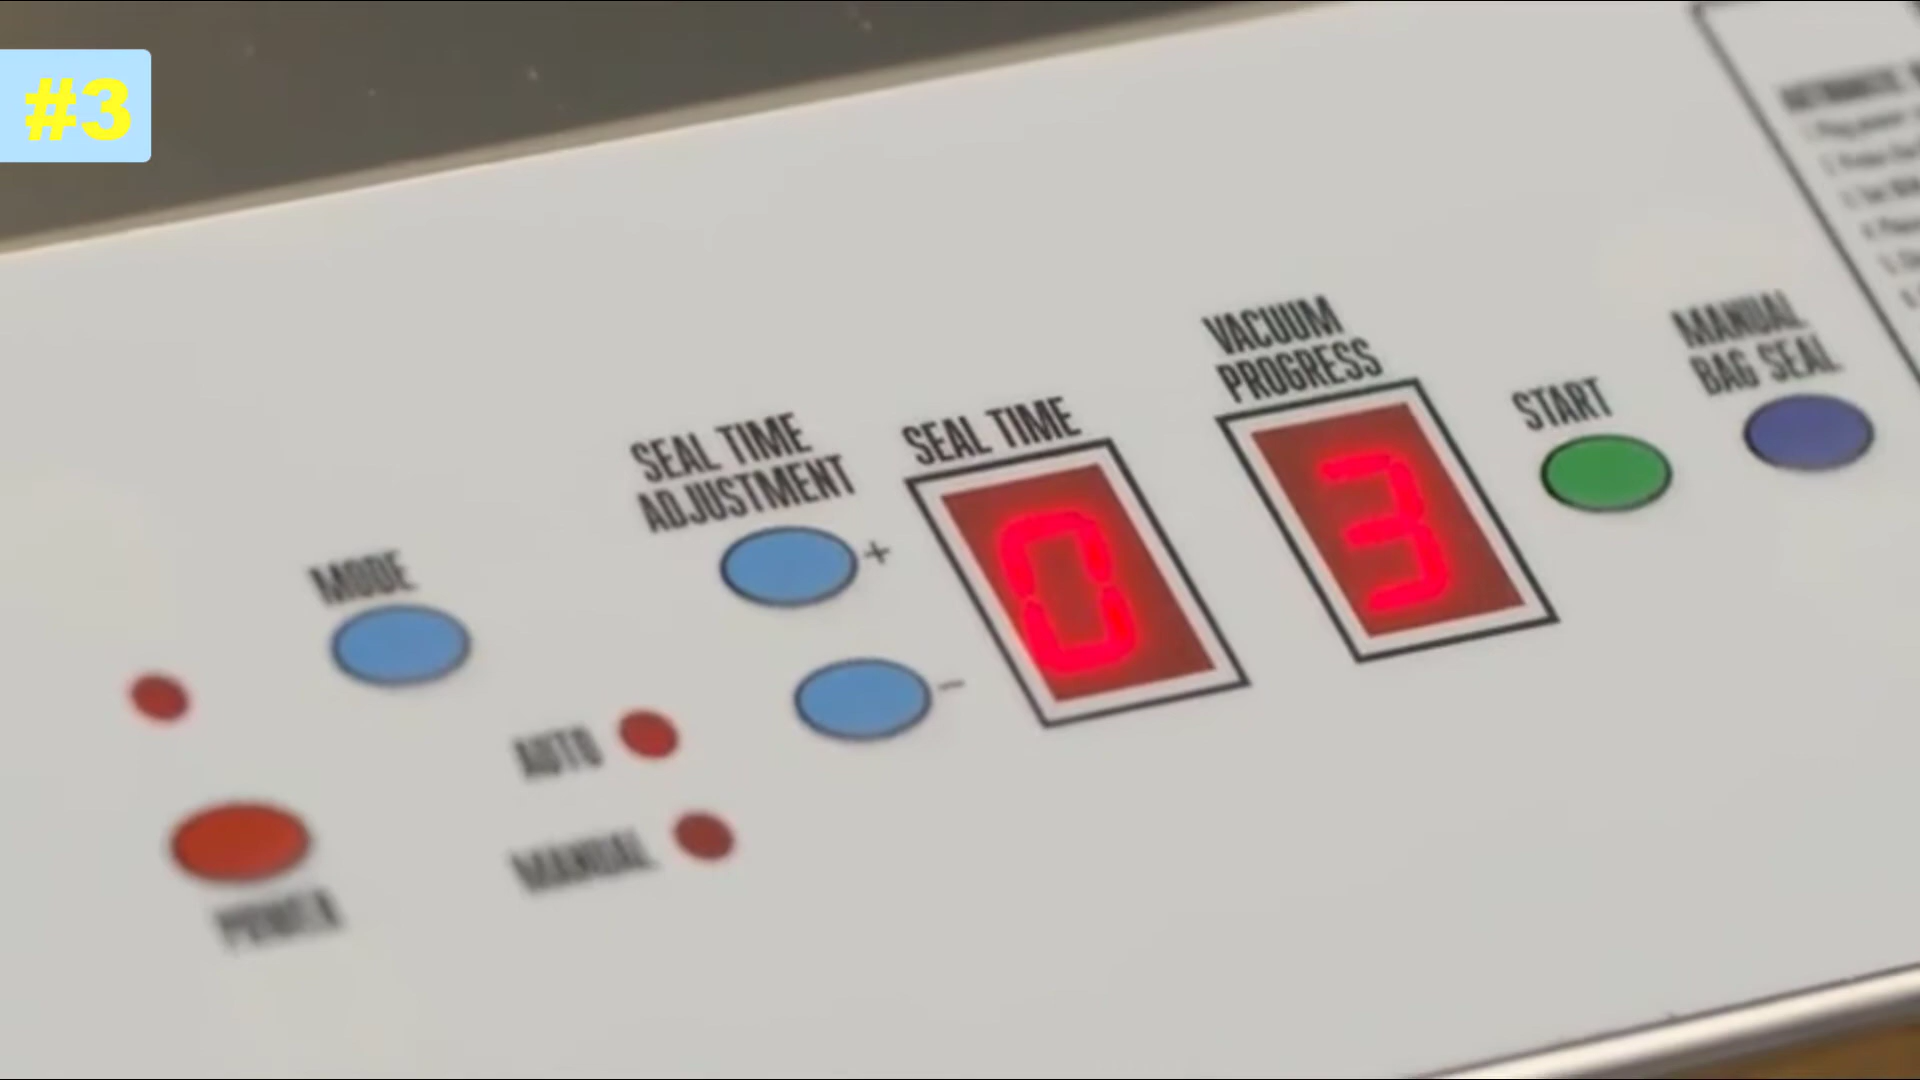 #3
VACUUM
PROGRESS
MANUAL
BAG SEAL
START
SEAL TIME
SEAL TIME
ADJUSTMENT
+
0
3
MODE
-
AUTO
MANUAL
POWER